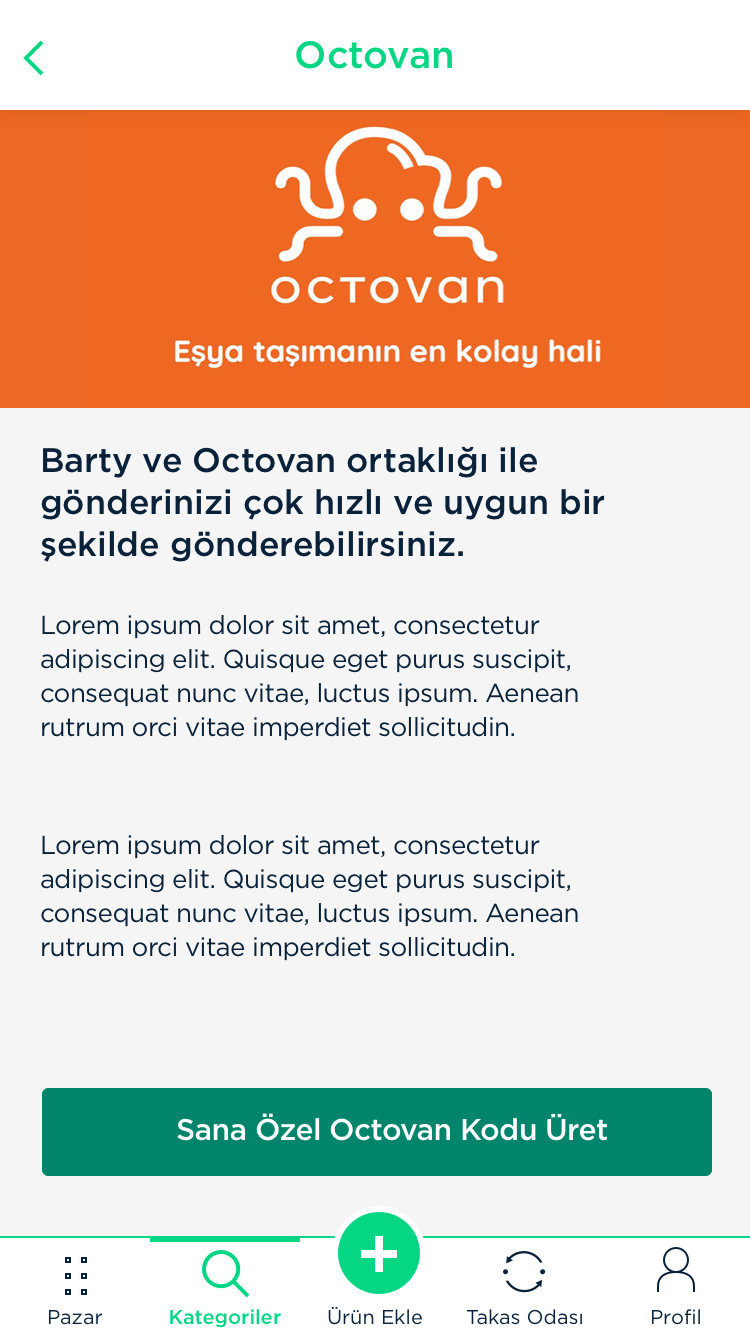 Octovan
octovan
Eşya taşımanın en kolay hali
Barty ve Octovan ortaklığı ile
gönderinizi çok hızlı ve uygun bir
şekilde gönderebilirsiniz.
Lorem ipsum dolor sit amet, consectetur
adipiscing elit. Quisque eget purus suscipit,
consequat nunc vitae, luctus ipsum. Aenean
rutrum orci vitae imperdiet sollicitudin.
Lorem ipsum dolor sit amet, consectetur
adipiscing elit. Quisque eget purus suscipit,
consequat nunc vitae, luctus ipsum. Aenean
rutrum orci vitae imperdiet sollicitudin.
Sana Özel Octovan Kodu Üret
Pazar Kategoriler Ürün Ekle Takas Odası Profil